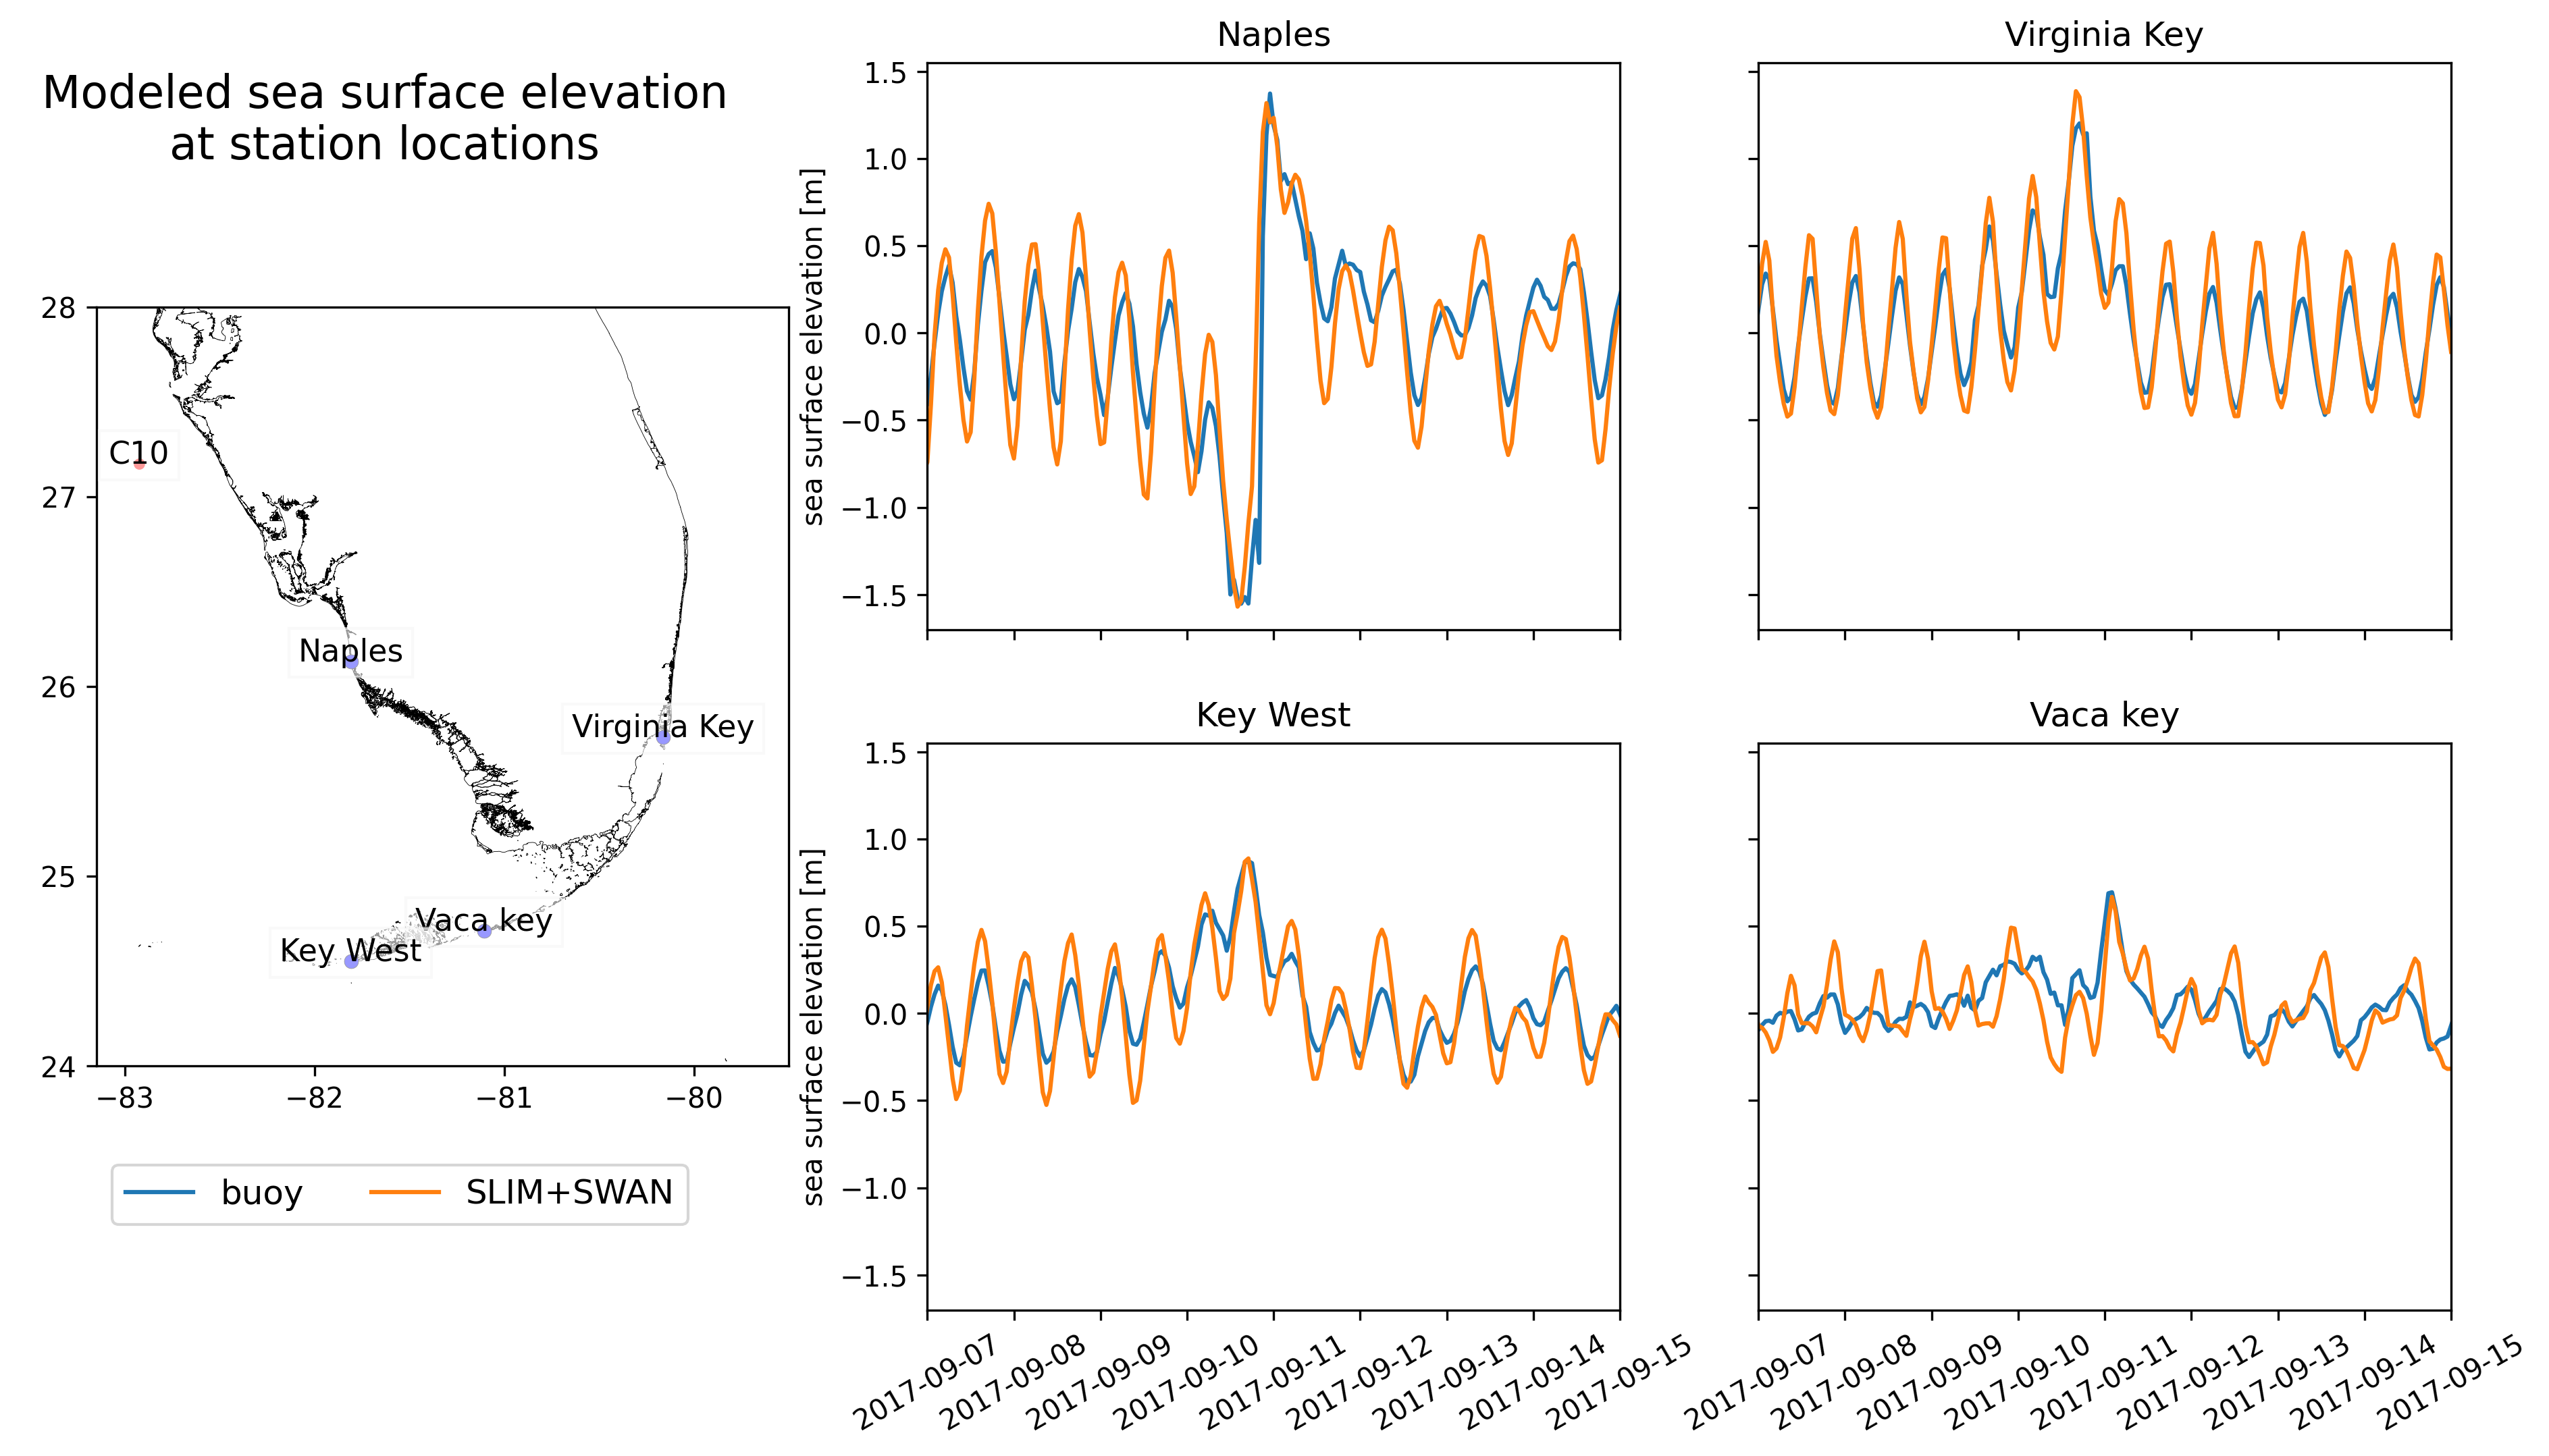 Modeled sea surface elevation
at station locations
28
27
26
25
24
−83
−82
−81
−80
C10
Naples
Virginia Key
Vaca key
Key West
buoy
SLIM+SWAN
Naples
sea surface elevation [m]
1.5
1.0
0.5
0.0
−0.5
−1.0
−1.5
Virginia Key
Key West
sea surface elevation [m]
1.5
1.0
0.5
0.0
−0.5
−1.0
−1.5
2017-09-07
2017-09-08
2017-09-09
2017-09-10
2017-09-11
2017-09-12
2017-09-13
2017-09-14
2017-09-15
Vaca key
2017-09-07
2017-09-08
2017-09-09
2017-09-10
2017-09-11
2017-09-12
2017-09-13
2017-09-14
2017-09-15